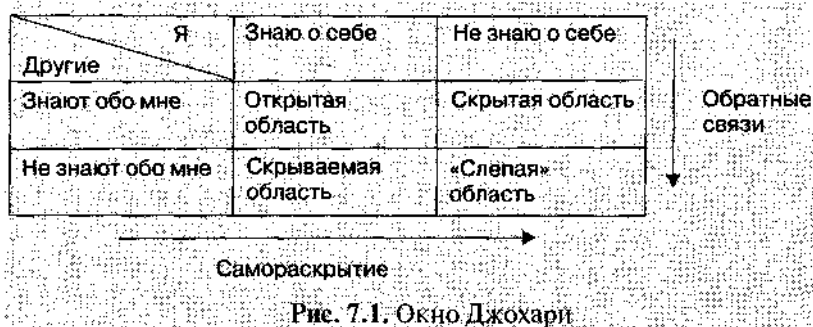 Я
Другие
Знаю о себе
Не знаю о себе
Знают обо мне
Открытая
область
Скрытая область
Не знают обо мне
Скрываемая
область
«Слепая»
область
Обратные
связи
Самораскрытие
Рис. 7.1. Окно Джохари